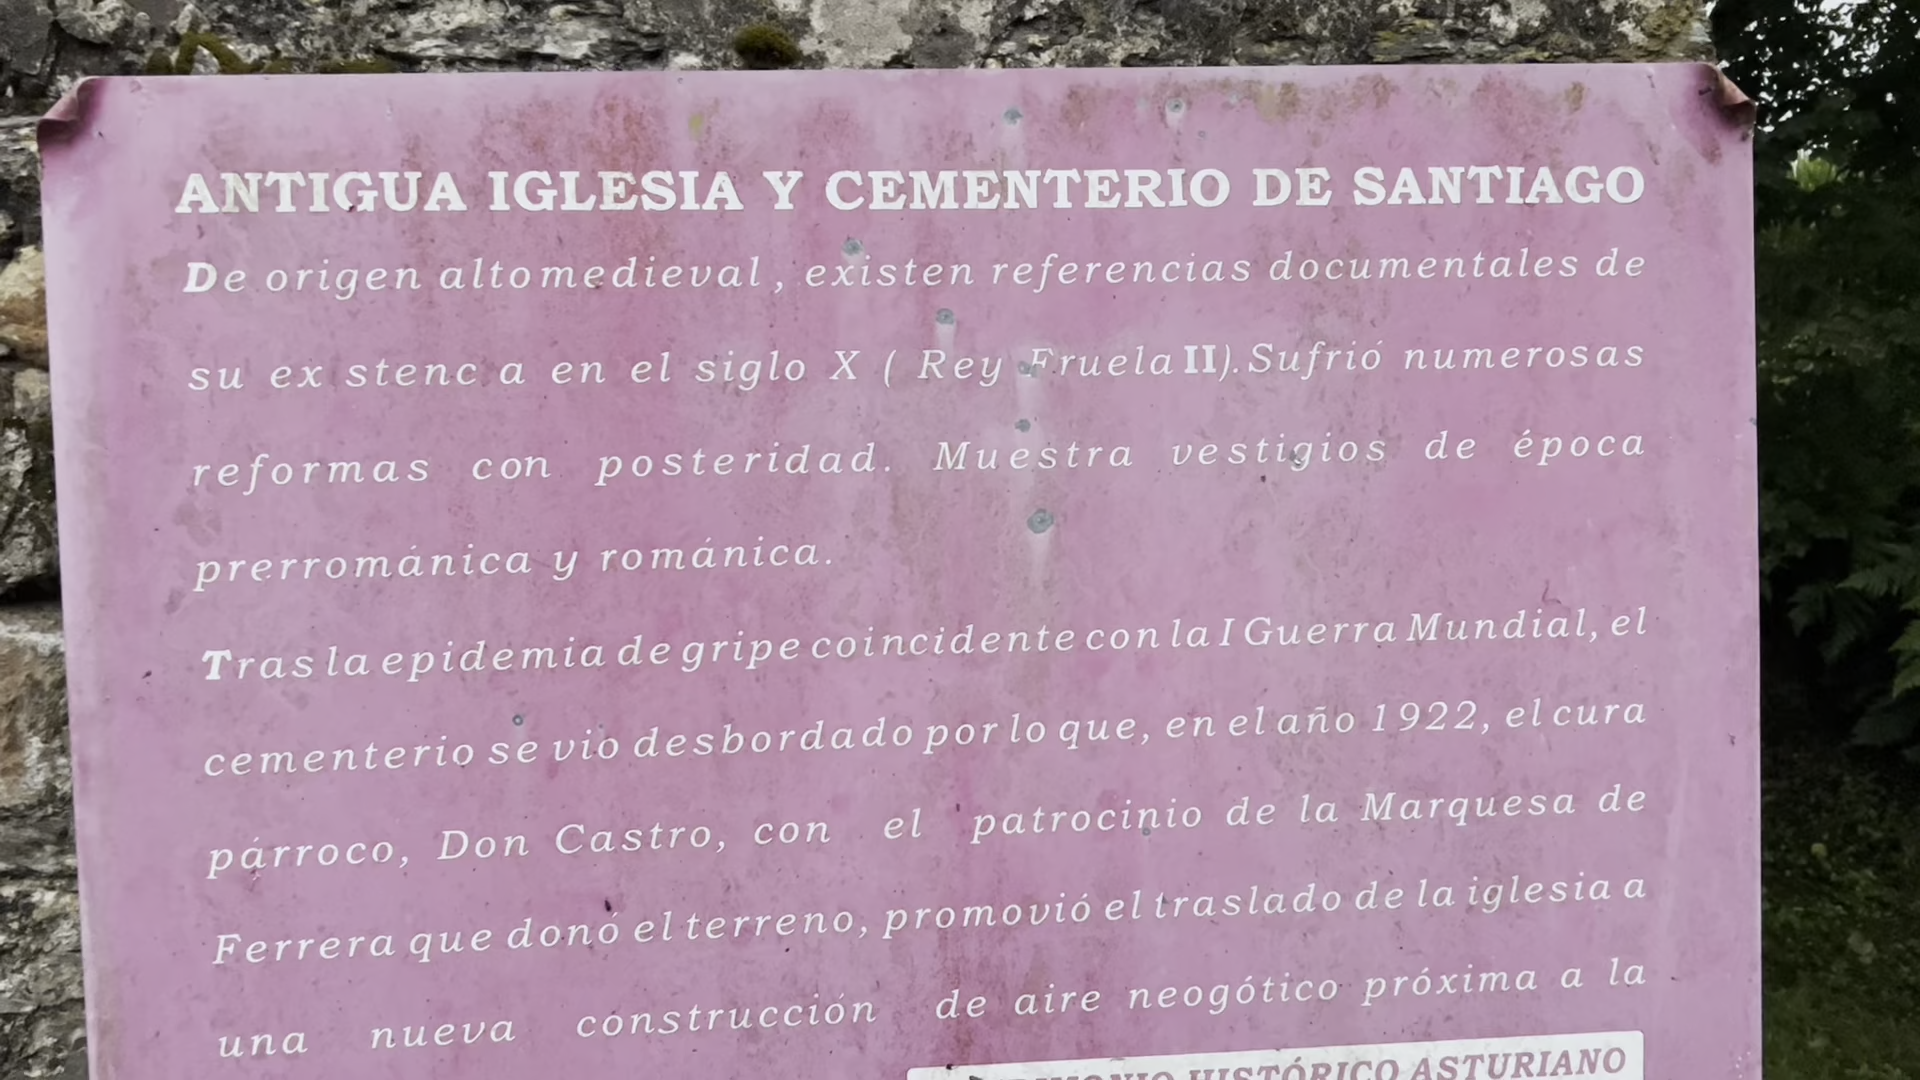 ANTIGUA IGLESIA Y CEMENTERIO DE SANTIAGO
De origen altomedieval, existen referencias documentales de
su ex stenc a en el siglo X ( Rey Fruela II). Sufrió numerosas
reformas con posteridad. Muestra vestigios de época
prerrománica y románica.
Tras la epidemia de gripe coincidente con la I Guerra Mundial, el
cementerio se vio desbordado por lo que, en el año 1922, el cura
párroco, Don Castro, con el patrocinio de la Marquesa de
Ferrera que donó el terreno, promovió el traslado de la iglesia a
una nueva construcción de aire neogótico próxima a la
HISTÓRICO ASTURIANO